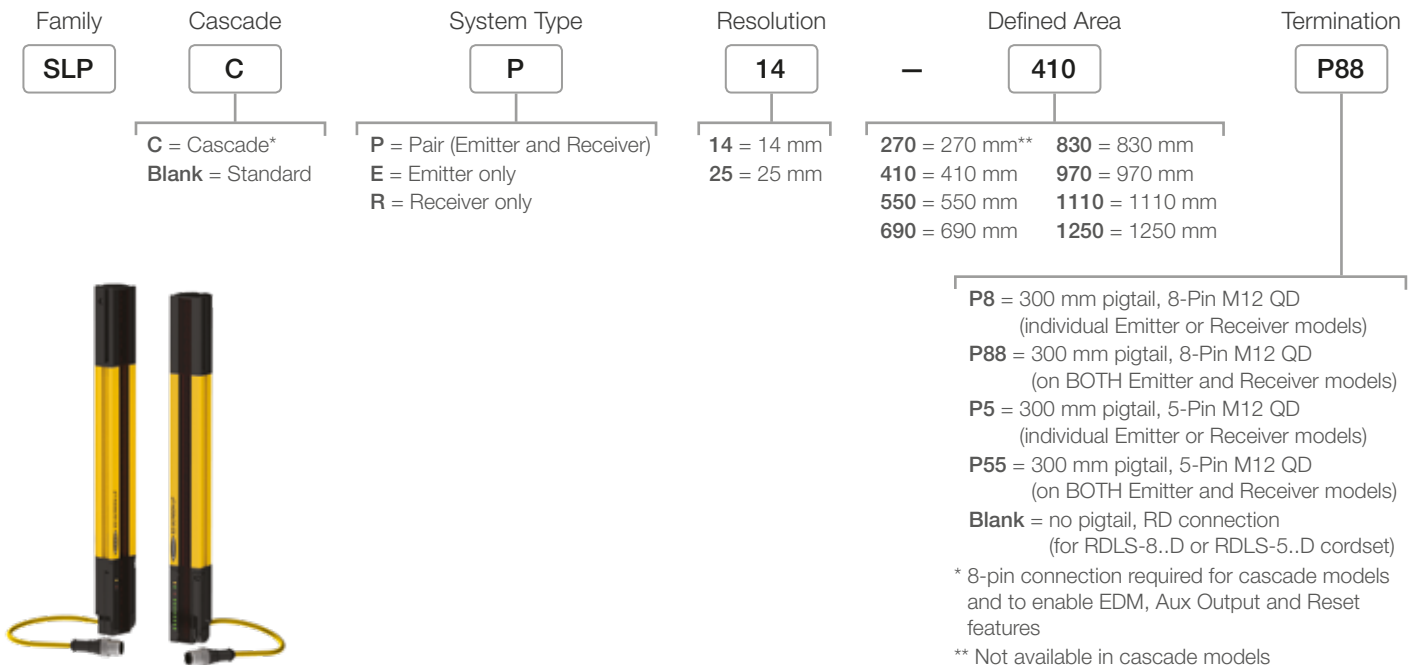 Family Cascade System Type Resolution Defined Area Termination
SLP C P 14 – 410 P88
C = Cascade*
Blank = Standard
P = Pair (Emitter and Receiver)
E = Emitter only
R = Receiver only
14 = 14 mm
25 = 25 mm
270 = 270 mm** 830 = 830 mm
410 = 410 mm 970 = 970 mm
550 = 550 mm 1110 = 1110 mm
690 = 690 mm 1250 = 1250 mm
P8 = 300 mm pigtail, 8-Pin M12 QD
(individual Emitter or Receiver models)
P88 = 300 mm pigtail, 8-Pin M12 QD
(on BOTH Emitter and Receiver models)
P5 = 300 mm pigtail, 5-Pin M12 QD
(individual Emitter or Receiver models)
P55 = 300 mm pigtail, 5-Pin M12 QD
(on BOTH Emitter and Receiver models)
Blank = no pigtail, RD connection
(for RDLS-8..D or RDLS-5..D cordset)
* 8-pin connection required for cascade models
and to enable EDM, Aux Output and Reset
features
** Not available in cascade models